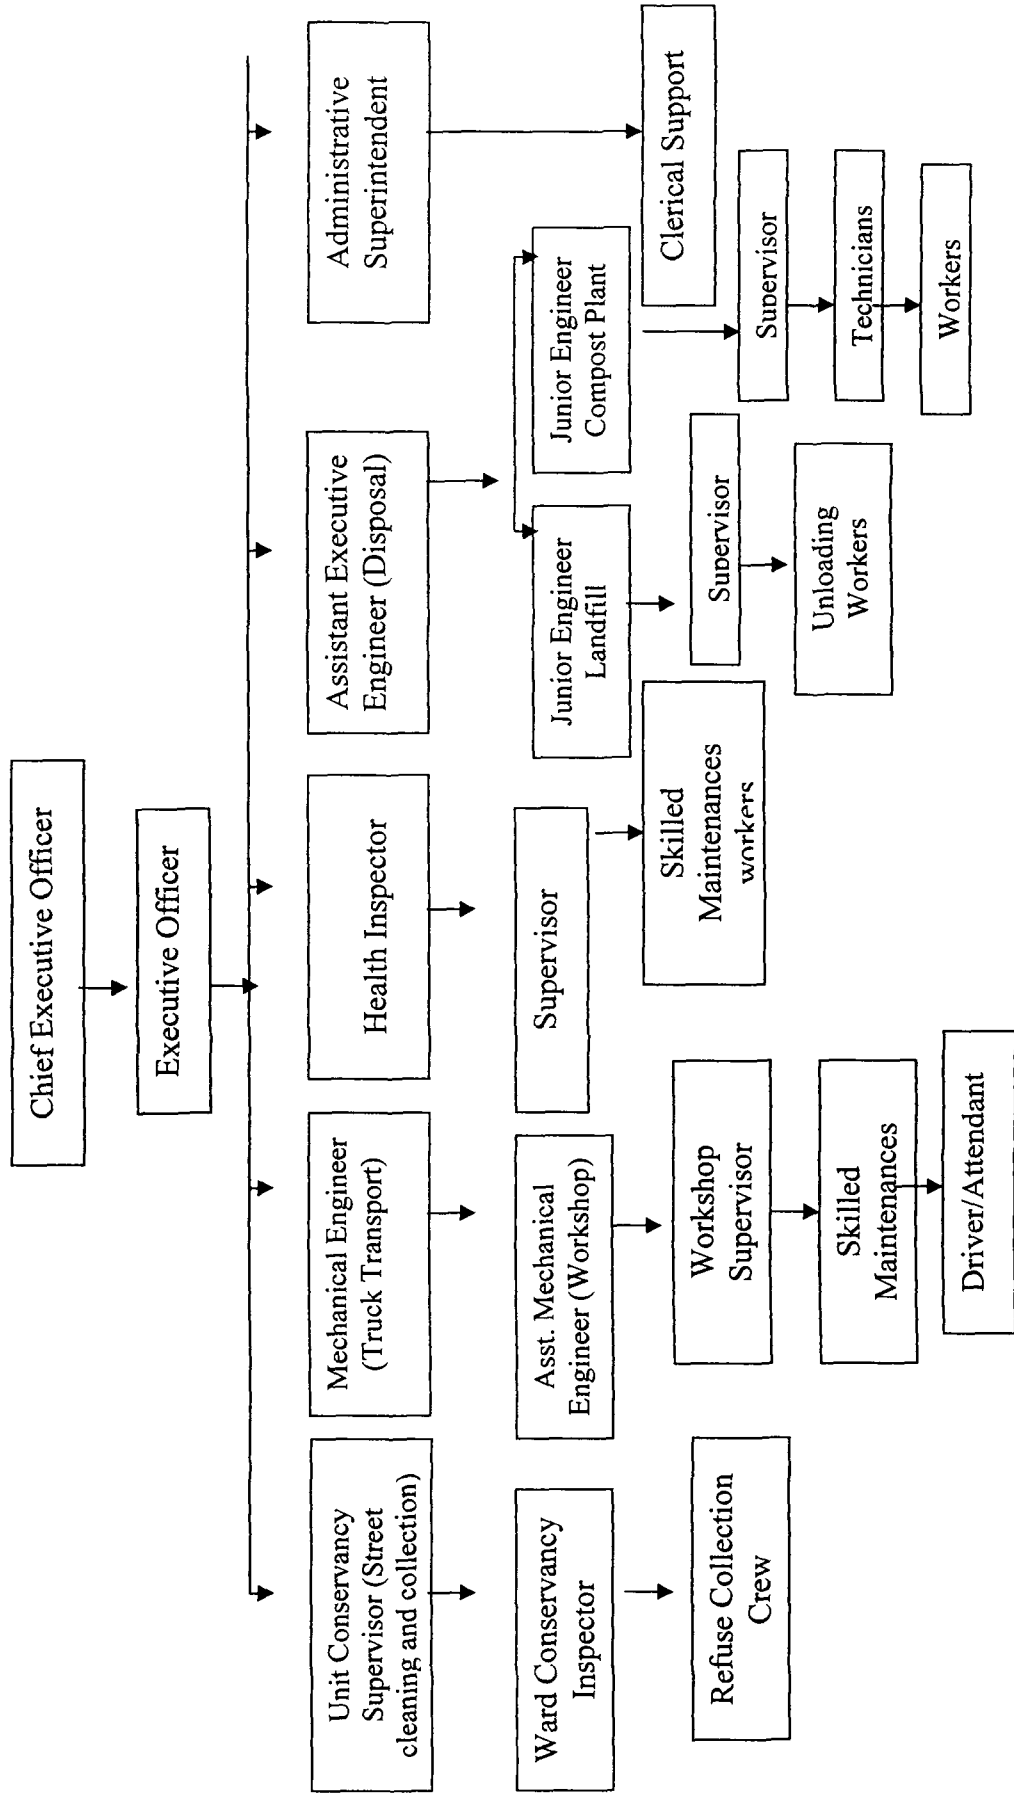 Chief Executive Officer
Executive Officer
Unit Conservancy
Supervisor (Street
cleaning and collection)
Mechanical Engineer
(Truck Transport)
Health Inspector
Assistant Executive
Engineer (Disposal)
Administrative
Superintendent
Ward Conservancy
Inspector
Asst. Mechanical
Engineer (Workshop)
Supervisor
Junior Engineer
Landfill
Junior Engineer
Compost Plant
Refuse Collection
Crew
Workshop
Supervisor
Skilled
Maintenances
workers
Supervisor
Clerical Support
Supervisor
Skilled
Maintenances
Unloading
Workers
Technicians
Driver/Attendant
Workers